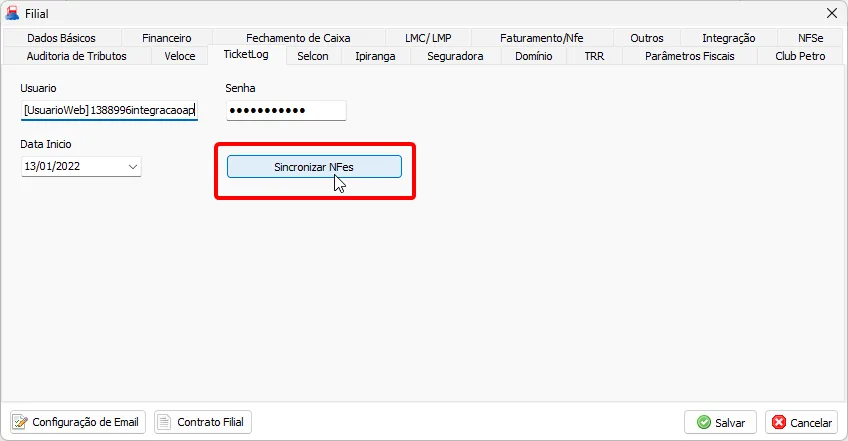 Filial
Dados Básicos Financeiro Fechamento de Caixa LMC/ LMP Faturamento/Nfe Outros Integração NFSe
Auditoria de Tributos Veloce TicketLog Selcon Ipiranga Seguradora Domínio TRR Parâmetros Fiscais Club Petro
Usuario Senha
[UsuarioWeb]1388996integracaoap ●●●●●●●●●●●
Data Inicio
13/01/2022 Sincronizar NFes
Configuração de Email Contrato Filial Salvar Cancelar